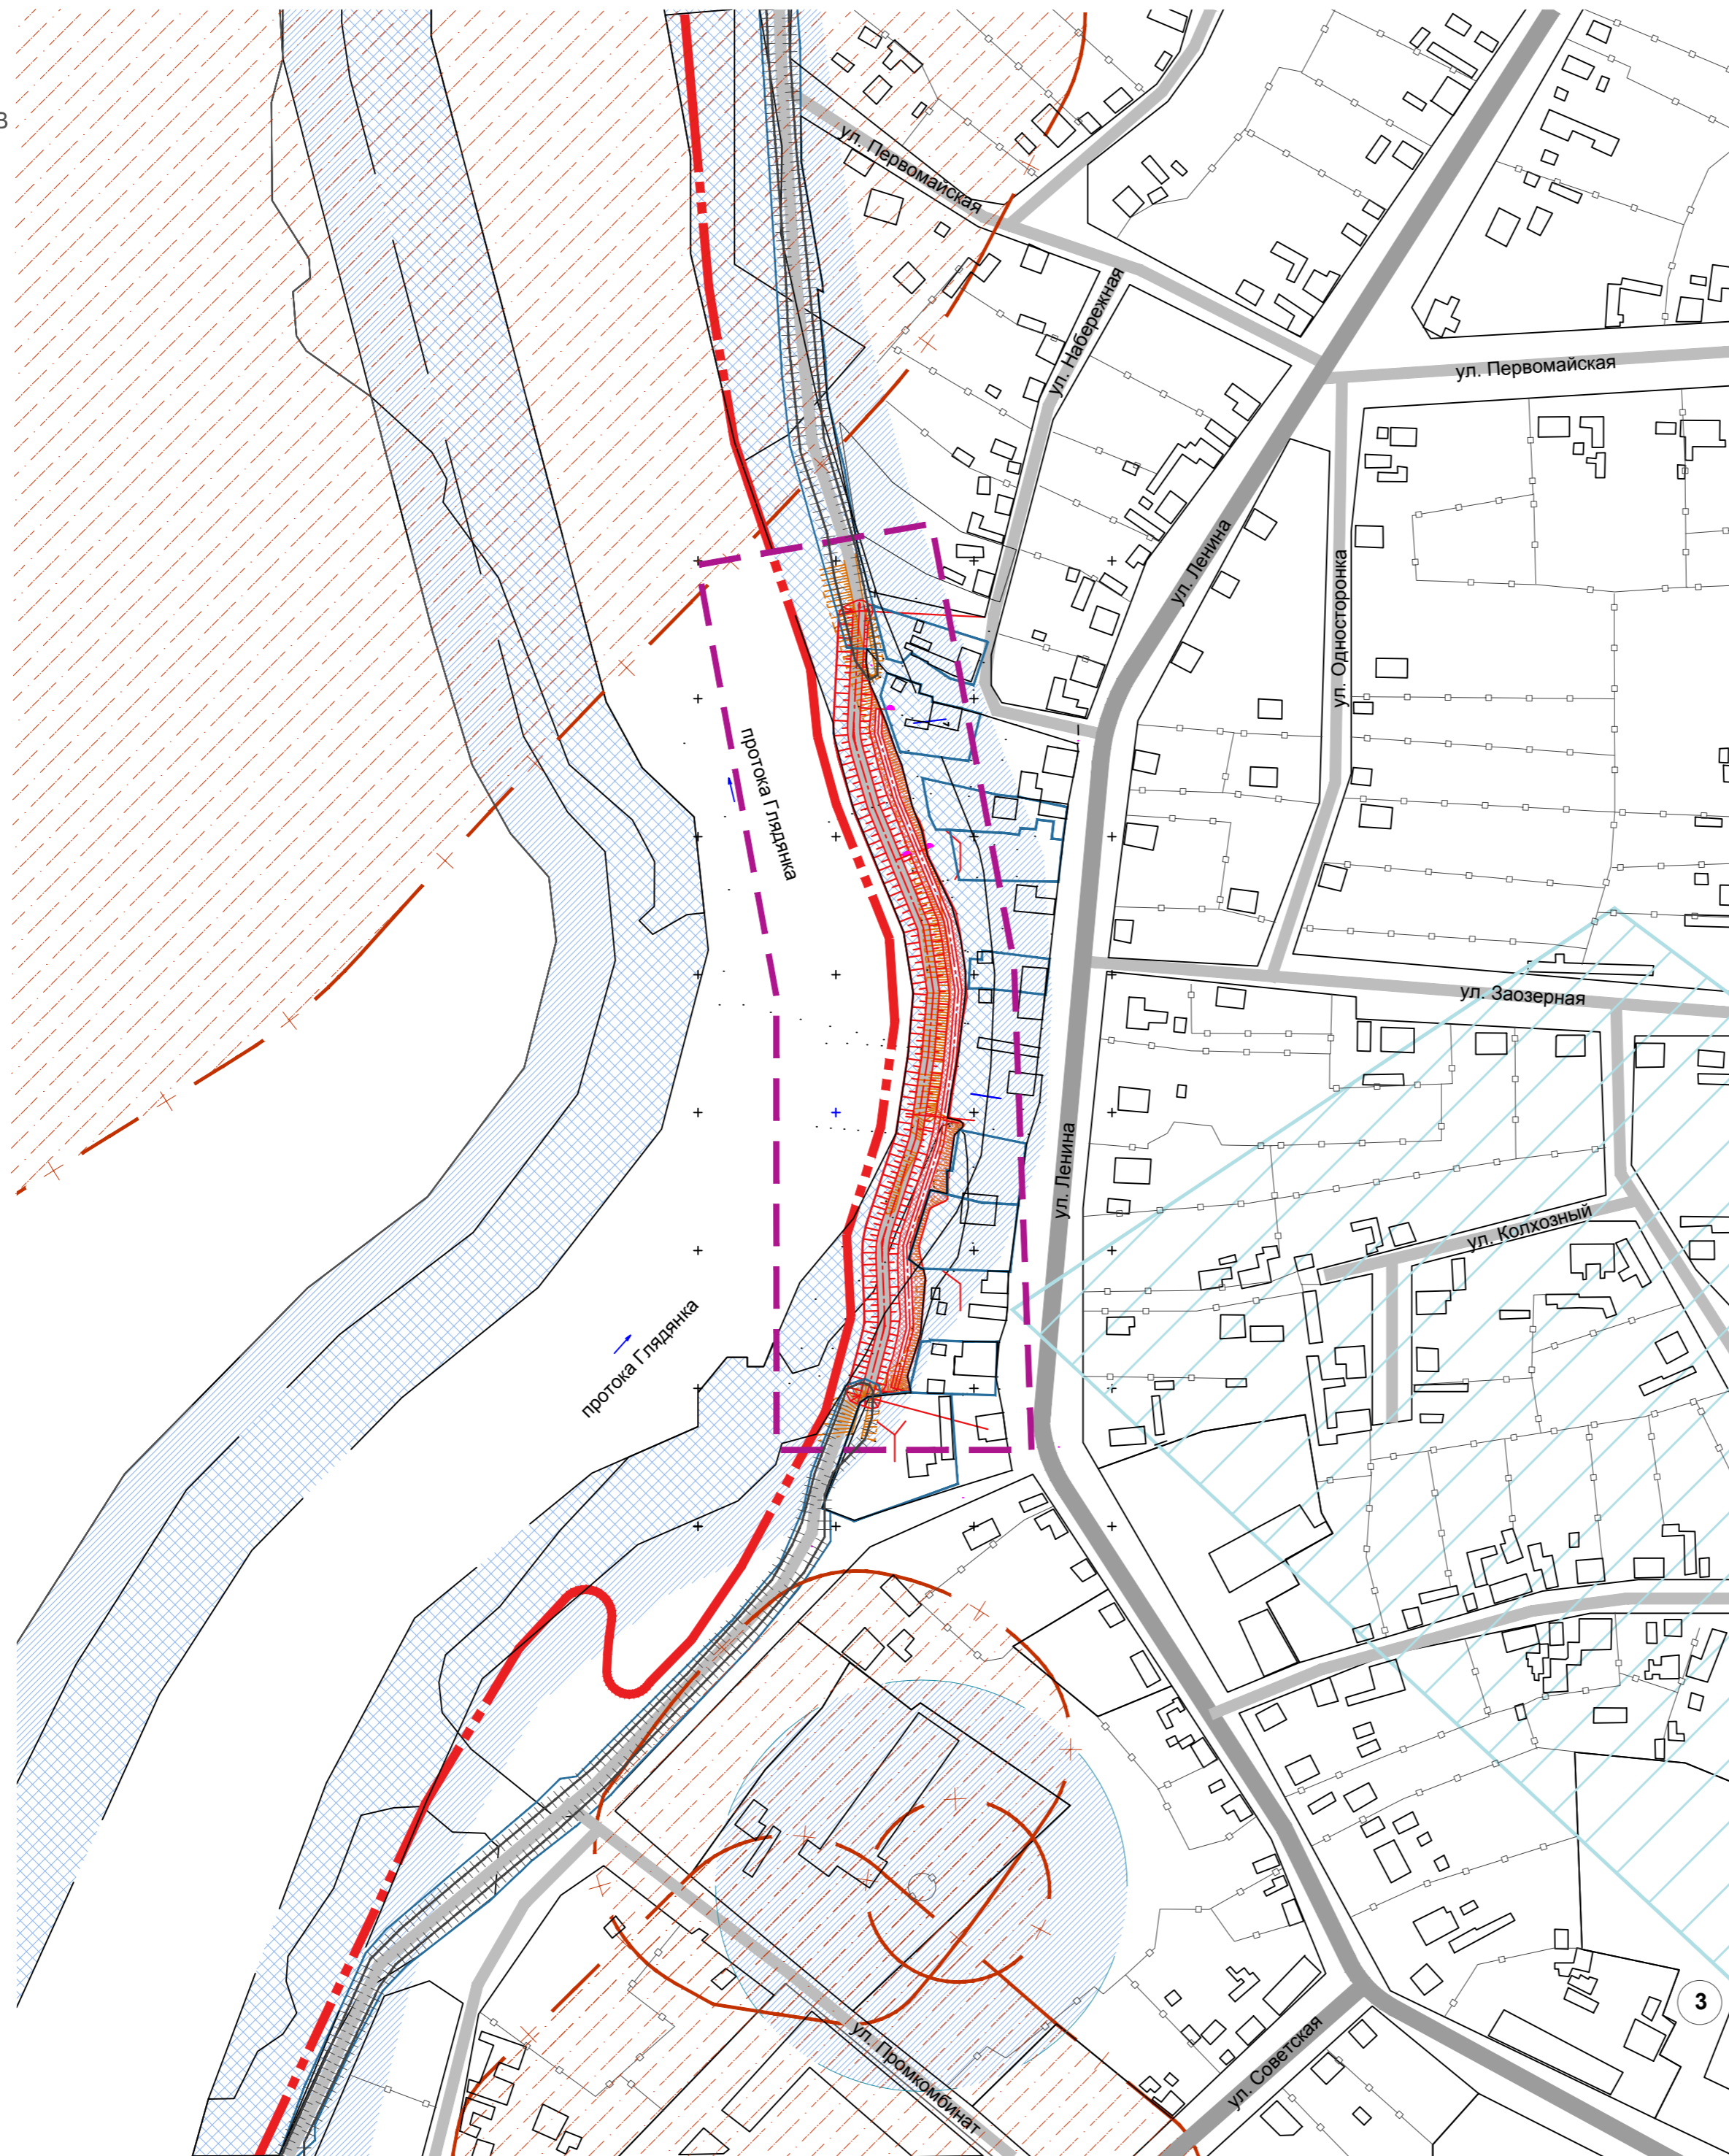 в
ул. Первомайская
ул. Набережная
ул. Первомайская
ул. Ленина
ул. Односторонка
протока Глядянка
ул. Заозерная
ул. Ленина
ул. Колхозный
протока Глядянка
3
ул. Промкомбинат
ул. Советская